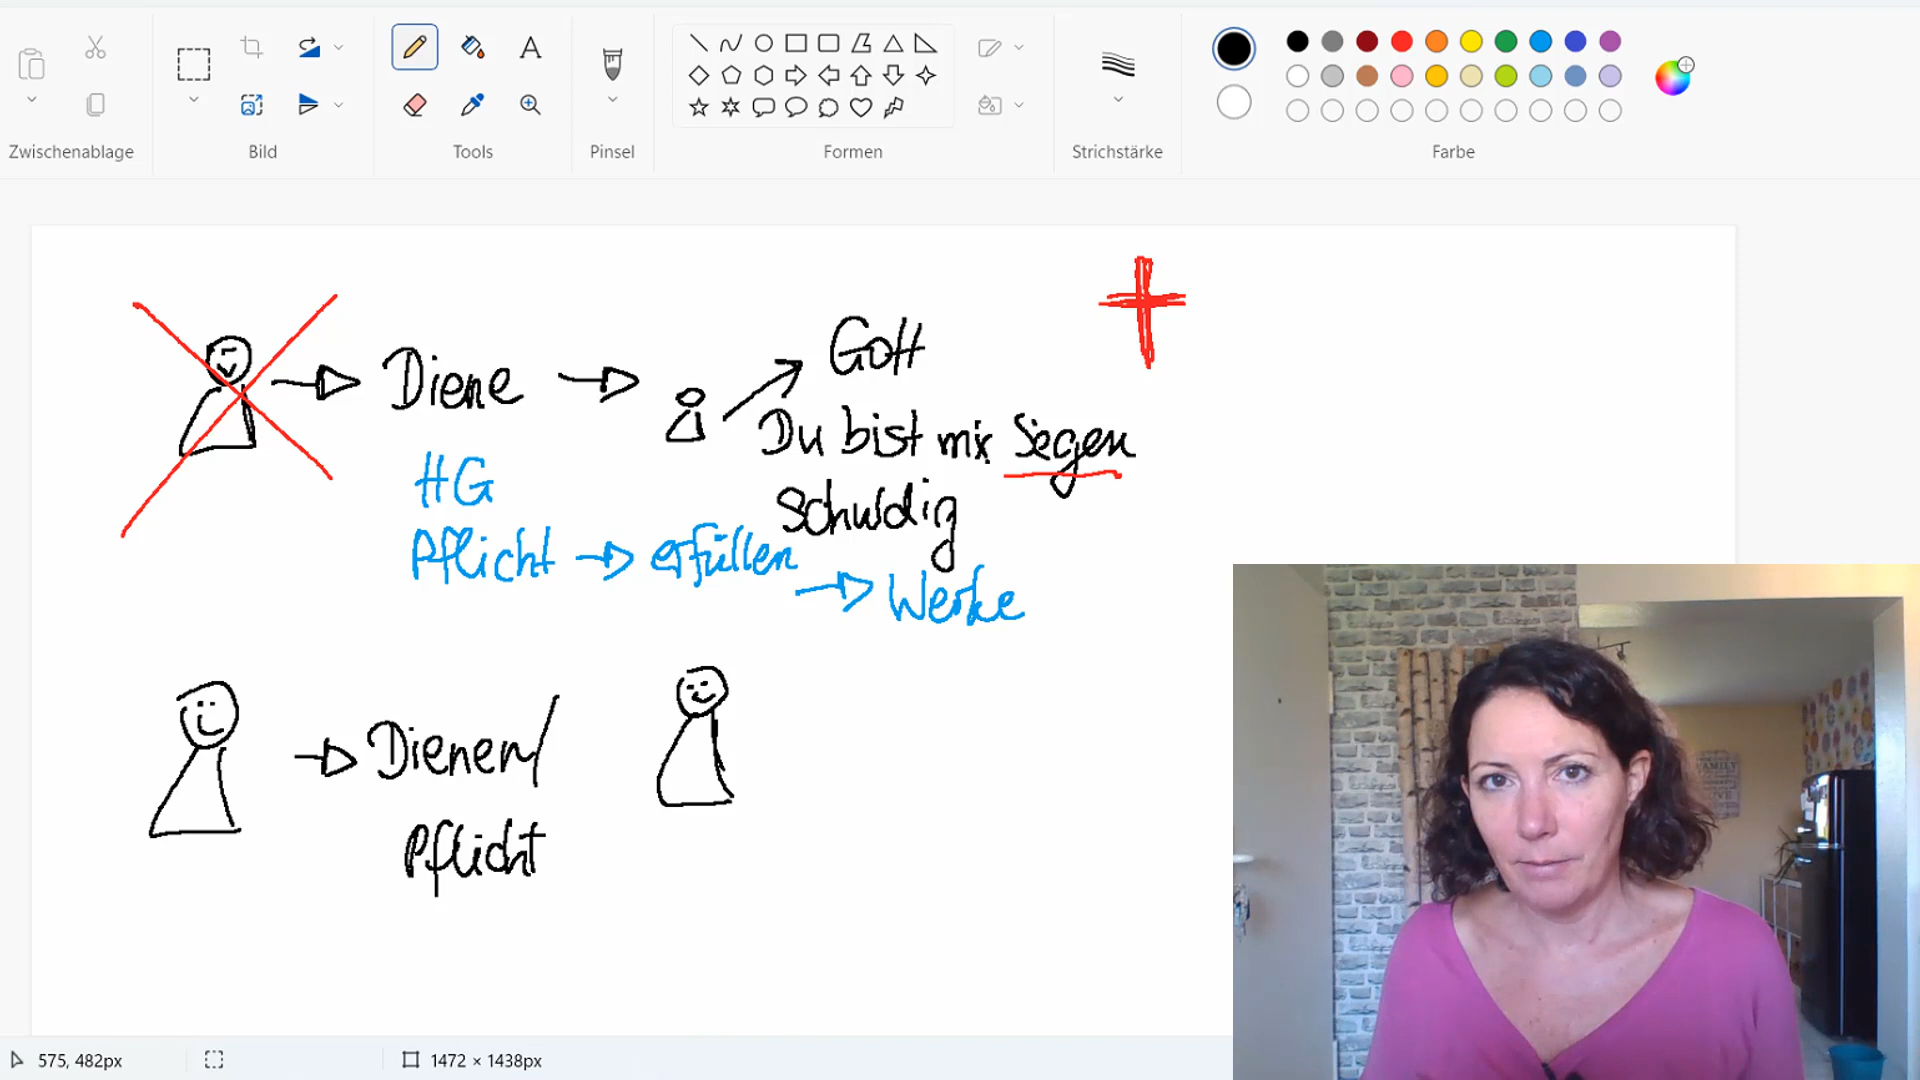 Zwischenablage
Bild
Tools
Pinsel
Formen
Strichstärke
Farbe
Diene
Gott
Du bist mir Segen
schuldig
HG
Pflicht → erfüllen
→ Werke
Dienen/
Pflicht
FAMILY
575, 482px
1472 × 1438px